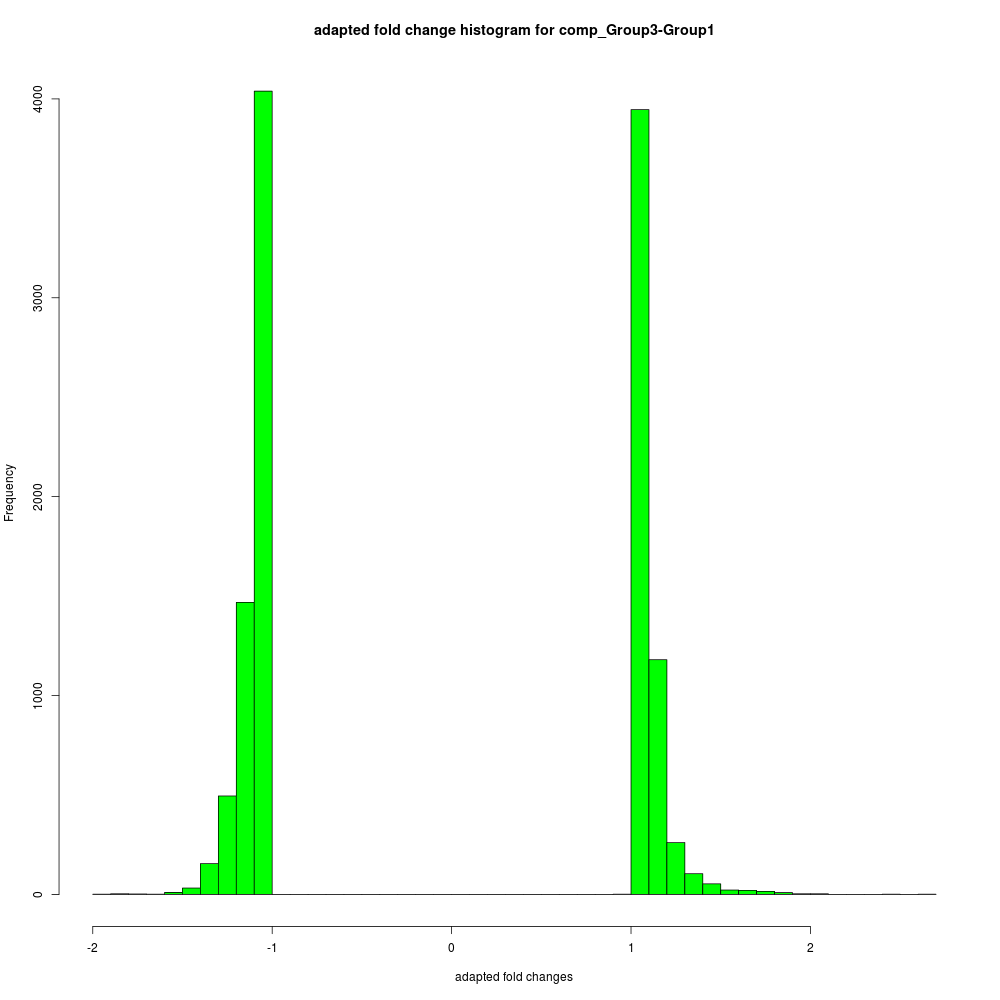 adapted fold change histogram for comp_Group3-Group1
Frequency
4000
3000
2000
1000
0
-2 -1 0 1 2
adapted fold changes